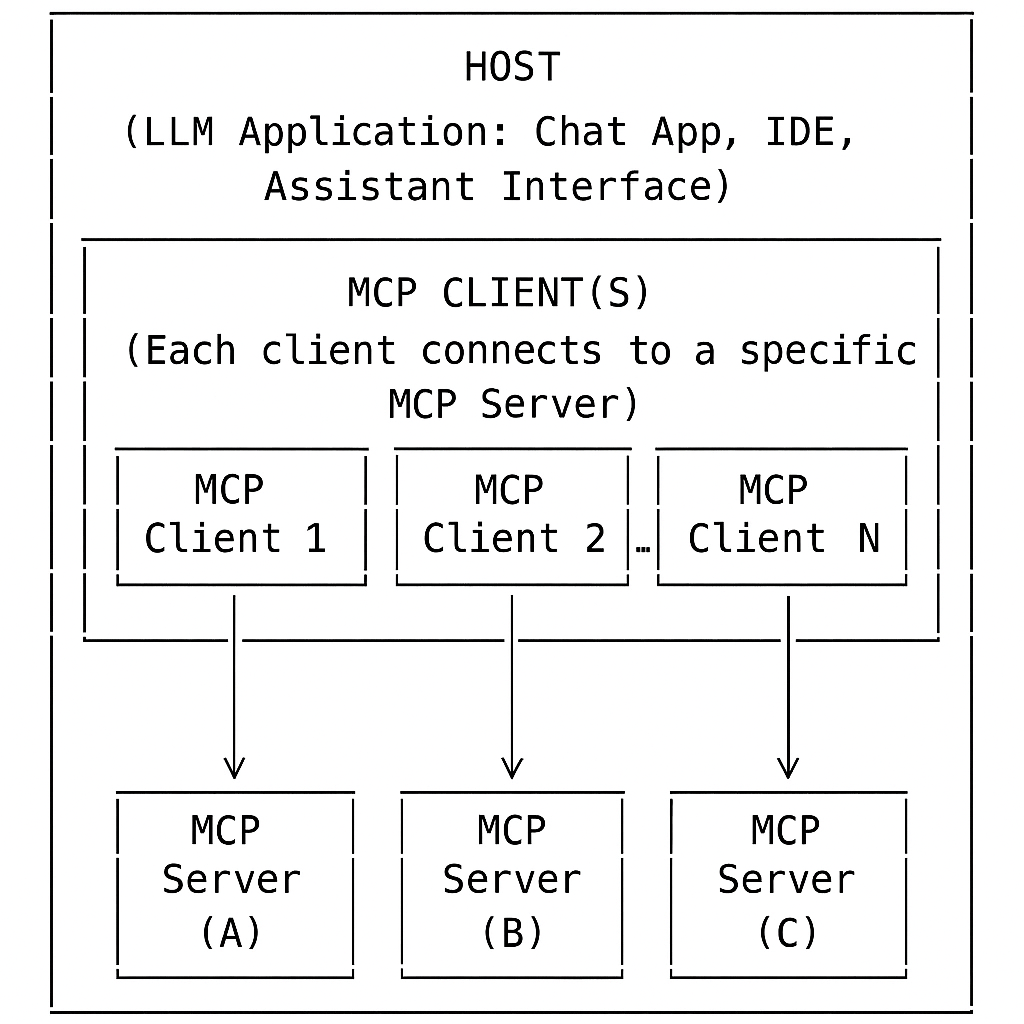 HOST
(LLM Application: Chat App, IDE,
Assistant Interface)
MCP CLIENT(S)
(Each client connects to a specific
MCP Server)
MCP
Client 1
MCP
Client 2
…
MCP
Client N
MCP
Server
(A)
MCP
Server
(B)
MCP
Server
(C)